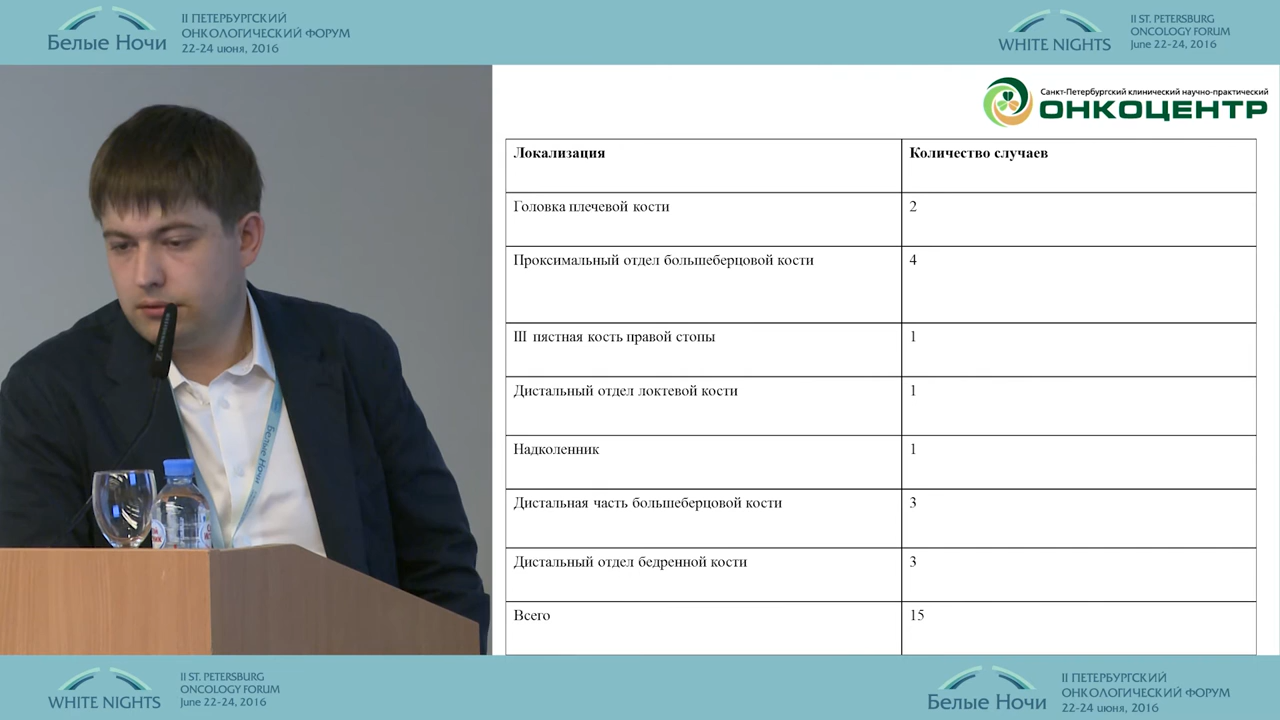 II ПЕТЕРБУРГСКИЙ
ОНКОЛОГИЧЕСКИЙ ФОРУМ
Белые Ночи
22-24 июня, 2016
II ST. PETERSBURG
ONCOLOGY FORUM
WHITE NIGHTS
June 22-24, 2016
Санкт-Петербургский клинический научно-практический
ОНКОЦЕНТР
Локализация Количество случаев
Головка плечевой кости 2
Проксимальный отдел большеберцовой кости 4
III пястная кость правой стопы 1
Дистальный отдел локтевой кости 1
Надколенник 1
Дистальная часть большеберцовой кости 3
Дистальный отдел бедренной кости 3
Всего 15
Белые Ночи
II ST. PETERSBURG
ONCOLOGY FORUM
WHITE NIGHTS
June 22-24, 2016
II ПЕТЕРБУРГСКИЙ
ОНКОЛОГИЧЕСКИЙ ФОРУМ
Белые Ночи
22-24 июня, 2016